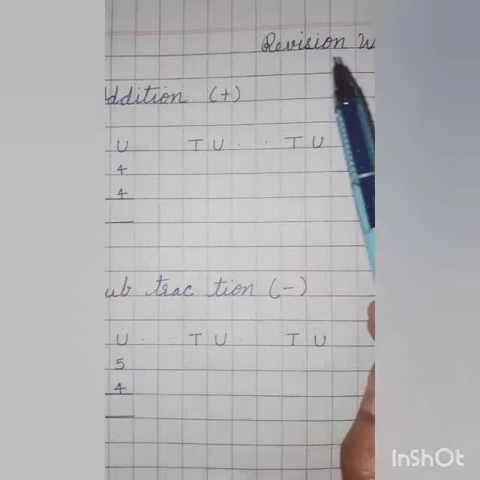 Revision W
ddition (+)
U T U T U
4
4
ub trac tion (-)
U T U T U
5
4
InShOt